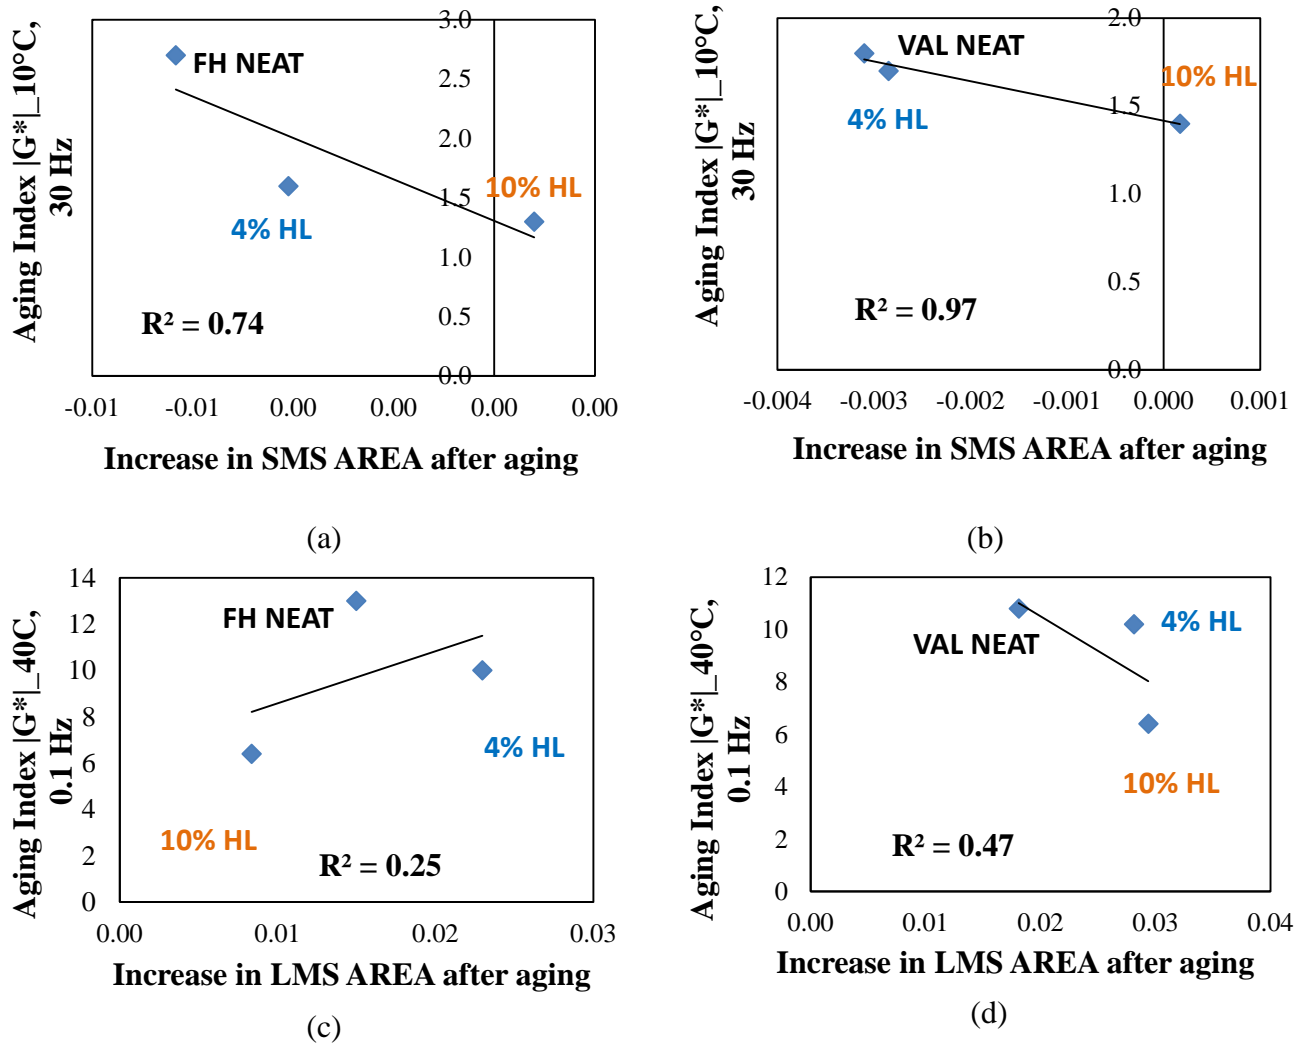 Aging Index |G*|_10°C,
30 Hz
3.0
2.5
2.0
1.5
1.0
0.5
0.0
FH NEAT
4% HL
10% HL
R² = 0.74
-0.01 -0.01 0.00 0.00 0.00 0.00
Increase in SMS AREA after aging
(a)
Aging Index |G*|_10°C,
30 Hz
2.0
1.5
1.0
0.5
0.0
VAL NEAT
4% HL
10% HL
R² = 0.97
-0.004 -0.003 -0.002 -0.001 0.000 0.001
Increase in SMS AREA after aging
(b)
Aging Index |G*|_40C,
0.1 Hz
14
12
10
8
6
4
2
0
FH NEAT
4% HL
10% HL
R² = 0.25
0.00 0.01 0.02 0.03
Increase in LMS AREA after aging
(c)
Aging Index |G*|_40°C,
0.1 Hz
12
10
8
6
4
2
0
VAL NEAT
4% HL
10% HL
R² = 0.47
0.00 0.01 0.02 0.03 0.04
Increase in LMS AREA after aging
(d)